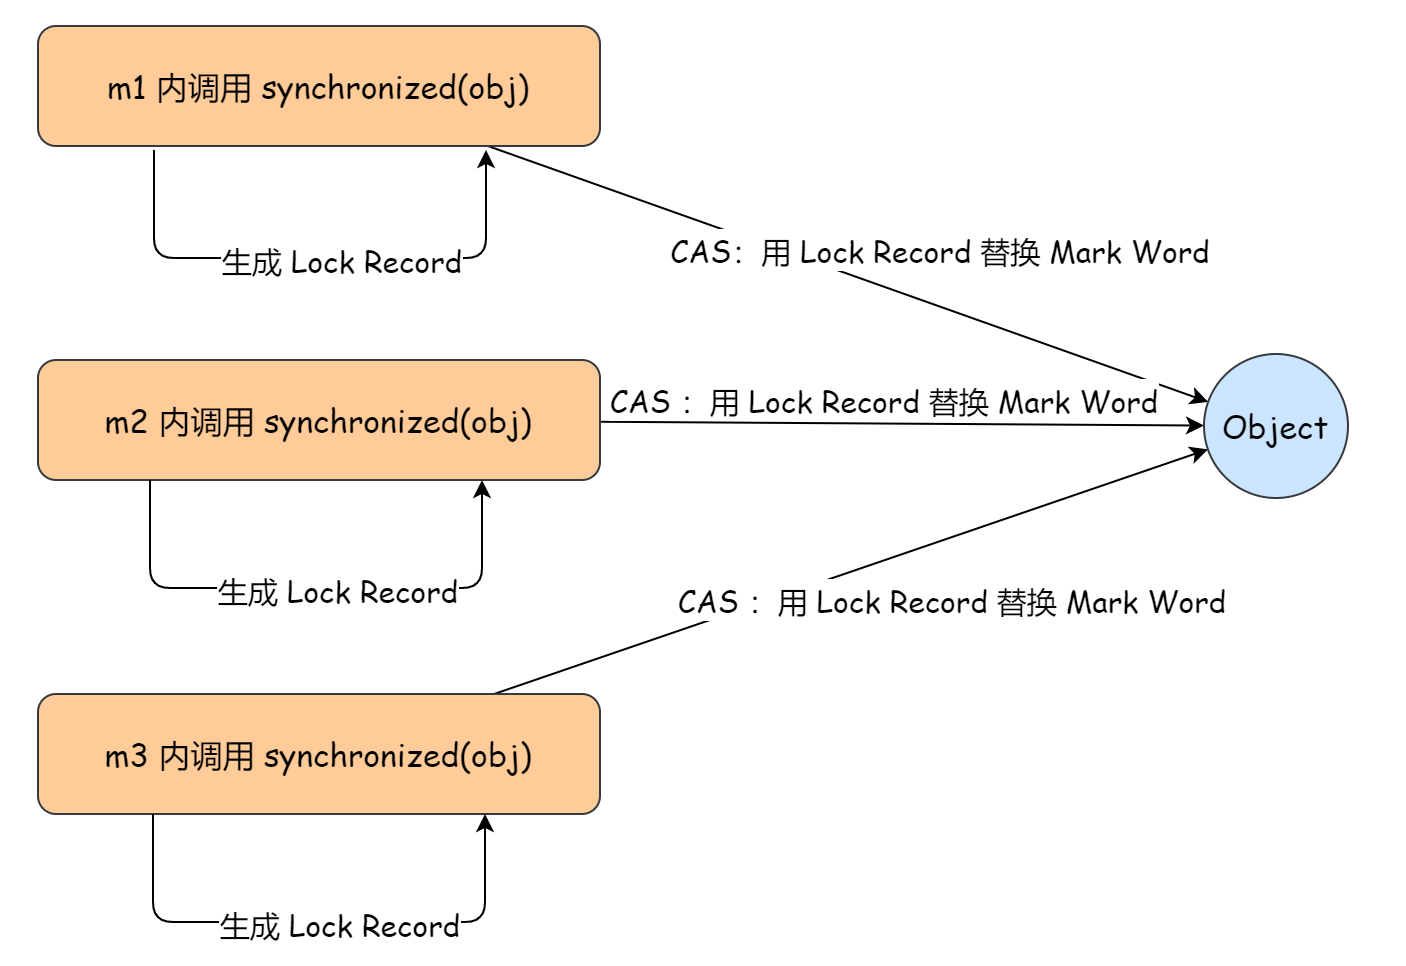 m1 内调用 synchronized(obj)
生成 Lock Record
CAS：用 Lock Record 替换 Mark Word
m2 内调用 synchronized(obj)
CAS ：用 Lock Record 替换 Mark Word
Object
生成 Lock Record
CAS ：用 Lock Record 替换 Mark Word
m3 内调用 synchronized(obj)
生成 Lock Record